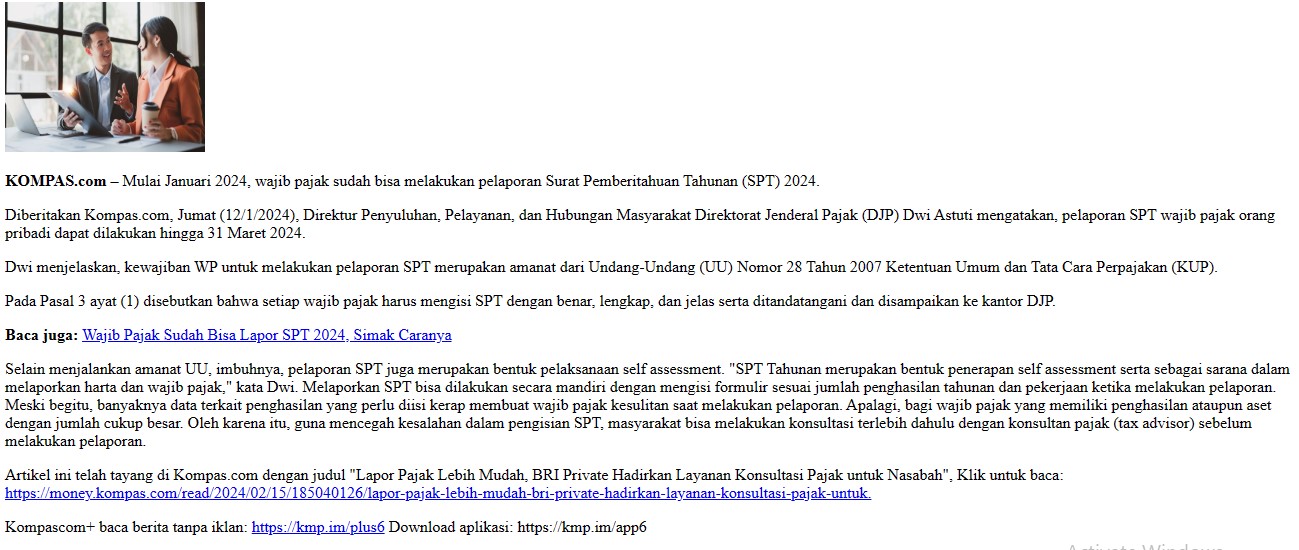 KOMPAS.com – Mulai Januari 2024, wajib pajak sudah bisa melakukan pelaporan Surat Pemberitahuan Tahunan (SPT) 2024.
Diberitakan Kompas.com, Jumat (12/1/2024), Direktur Penyuluhan, Pelayanan, dan Hubungan Masyarakat Direktorat Jenderal Pajak (DJP) Dwi Astuti mengatakan, pelaporan SPT wajib pajak orang
pribadi dapat dilakukan hingga 31 Maret 2024.
Dwi menjelaskan, kewajiban WP untuk melakukan pelaporan SPT merupakan amanat dari Undang-Undang (UU) Nomor 28 Tahun 2007 Ketentuan Umum dan Tata Cara Perpajakan (KUP).
Pada Pasal 3 ayat (1) disebutkan bahwa setiap wajib pajak harus mengisi SPT dengan benar, lengkap, dan jelas serta ditandatangani dan disampaikan ke kantor DJP.
Baca juga: Wajib Pajak Sudah Bisa Lapor SPT 2024, Simak Caranya
Selain menjalankan amanat UU, imbuhnya, pelaporan SPT juga merupakan bentuk pelaksanaan self assessment. "SPT Tahunan merupakan bentuk penerapan self assessment serta sebagai sarana dalam
melaporkan harta dan wajib pajak," kata Dwi. Melaporkan SPT bisa dilakukan secara mandiri dengan mengisi formulir sesuai jumlah penghasilan tahunan dan pekerjaan ketika melakukan pelaporan.
Meski begitu, banyaknya data terkait penghasilan yang perlu diisi kerap membuat wajib pajak kesulitan saat melakukan pelaporan. Apalagi, bagi wajib pajak yang memiliki penghasilan ataupun aset
dengan jumlah cukup besar. Oleh karena itu, guna mencegah kesalahan dalam pengisian SPT, masyarakat bisa melakukan konsultasi terlebih dahulu dengan konsultan pajak (tax advisor) sebelum
melakukan pelaporan.
Artikel ini telah tayang di Kompas.com dengan judul "Lapor Pajak Lebih Mudah, BRI Private Hadirkan Layanan Konsultasi Pajak untuk Nasabah", Klik untuk baca:
https://money.kompas.com/read/2024/02/15/185040126/lapor-pajak-lebih-mudah-bri-private-hadirkan-layanan-konsultasi-pajak-untuk.
Kompascom+ baca berita tanpa iklan: https://kmp.im/plus6 Download aplikasi: https://kmp.im/app6
Activate Windows